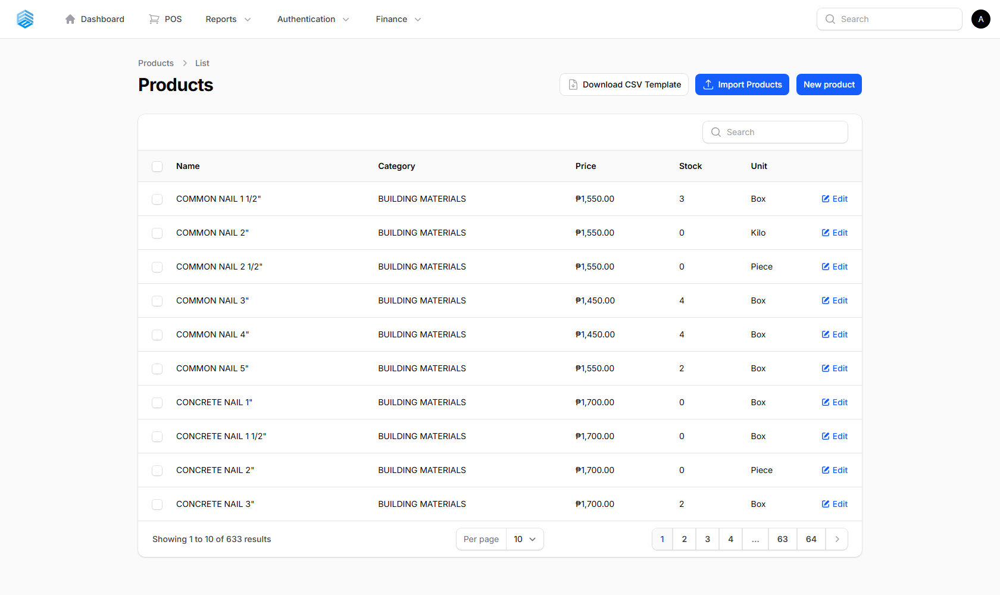 Dashboard POS Reports Authentication Finance Search A
Products List
Products
Download CSV Template Import Products New product
Search
Name Category Price Stock Unit
COMMON NAIL 1 1/2" BUILDING MATERIALS ₱1,550.00 3 Box Edit
COMMON NAIL 2" BUILDING MATERIALS ₱1,550.00 0 Kilo Edit
COMMON NAIL 2 1/2" BUILDING MATERIALS ₱1,550.00 0 Piece Edit
COMMON NAIL 3" BUILDING MATERIALS ₱1,450.00 4 Box Edit
COMMON NAIL 4" BUILDING MATERIALS ₱1,450.00 4 Box Edit
COMMON NAIL 5" BUILDING MATERIALS ₱1,550.00 2 Box Edit
CONCRETE NAIL 1" BUILDING MATERIALS ₱1,700.00 0 Box Edit
CONCRETE NAIL 1 1/2" BUILDING MATERIALS ₱1,700.00 0 Box Edit
CONCRETE NAIL 2" BUILDING MATERIALS ₱1,700.00 0 Piece Edit
CONCRETE NAIL 3" BUILDING MATERIALS ₱1,700.00 2 Box Edit
Showing 1 to 10 of 633 results Per page 10 1 2 3 4 ... 63 64